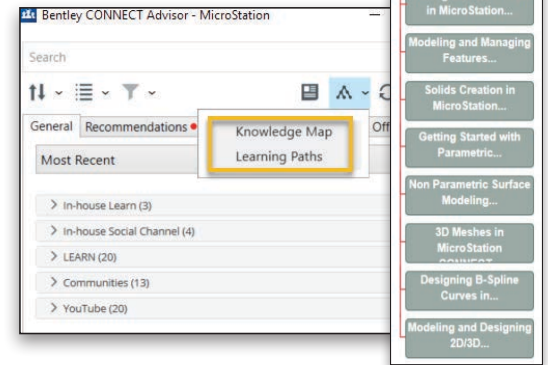 Bentley CONNECT Advisor - MicroStation
Search
General Recommendations Off
Knowledge Map
Learning Paths
Most Recent
> In-house Learn (3)
> In-house Social Channel (4)
> LEARN (20)
> Communities (13)
> YouTube (20)
in MicroStation...
Modeling and Managing
Features...
Solids Creation in
MicroStation...
Getting Started with
Parametric...
Non Parametric Surface
Modeling...
3D Meshes in
MicroStation
CONNECT...
Designing B-Spline
Curves in...
Modeling and Designing
2D/3D...